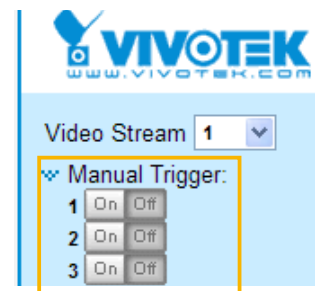 VIVOTEK
www.vivotek.com
Video Stream 1
Manual Trigger:
1 On Off
2 On Off
3 On Off